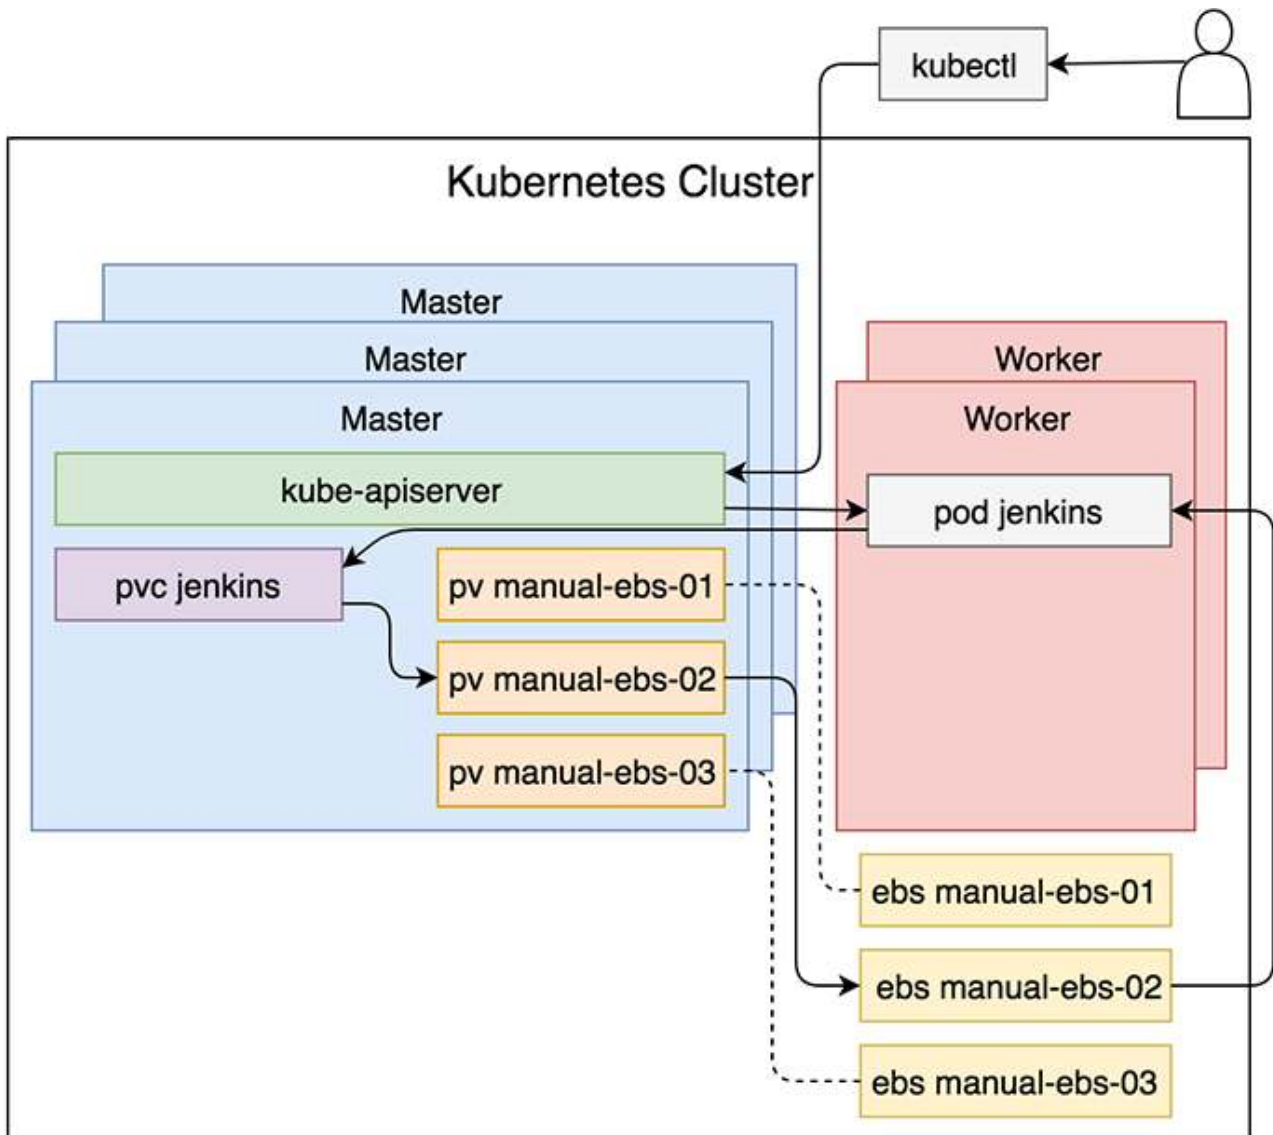 kubectl
Kubernetes Cluster
Master
Master
Master
Worker
Worker
kube-apiserver
pod jenkins
pvc jenkins
pv manual-ebs-01
pv manual-ebs-02
pv manual-ebs-03
ebs manual-ebs-01
ebs manual-ebs-02
ebs manual-ebs-03